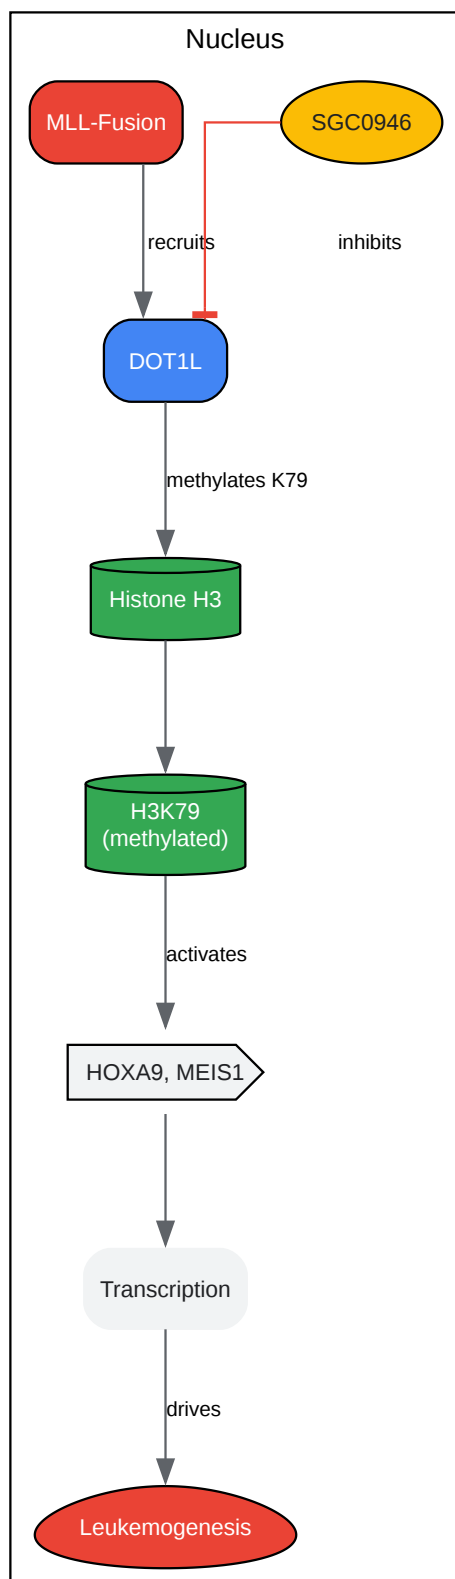 Nucleus
MLL-Fusion
SGC0946
recruits
inhibits
DOT1L
methylates K79
Histone H3
H3K79
(methylated)
activates
HOXA9, MEIS1
Transcription
drives
Leukemogenesis